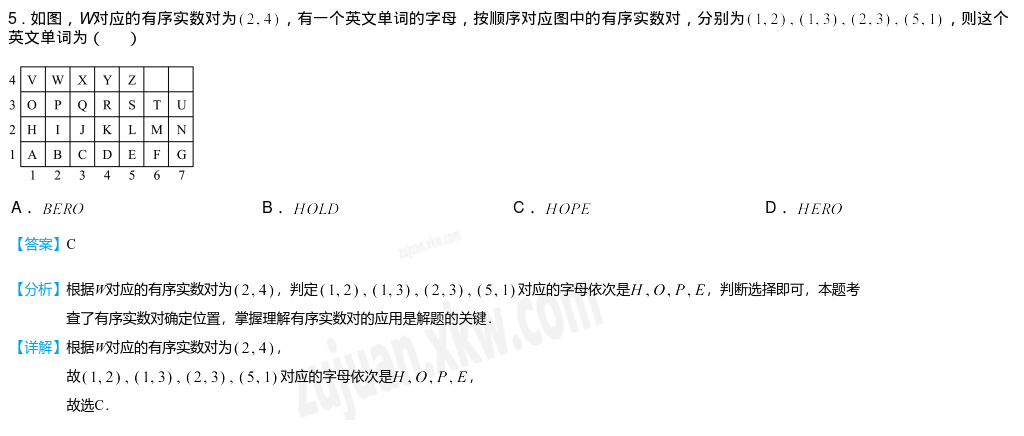 5．如图，W对应的有序实数对为(2,4)，有一个英文单词的字母，按顺序对应图中的有序实数对，分别为(1,2),(1,3),(2,3),(5,1)，则这个
英文单词为（　　）
4 V W X Y Z
3 O P Q R S T U
2 H I J K L M N
1 A B C D E F G
1 2 3 4 5 6 7
A．BERO B．HOLD C．HOPE D．HERO
【答案】C
【分析】根据W对应的有序实数对为(2,4)，判定(1,2),(1,3),(2,3),(5,1)对应的字母依次是H,O,P,E，判断选择即可，本题考
查了有序实数对确定位置，掌握理解有序实数对的应用是解题的关键．
【详解】根据W对应的有序实数对为(2,4)，
故(1,2),(1,3),(2,3),(5,1)对应的字母依次是H,O,P,E，
故选C．
zujuan.xkw.com
zujuan.xkw.com